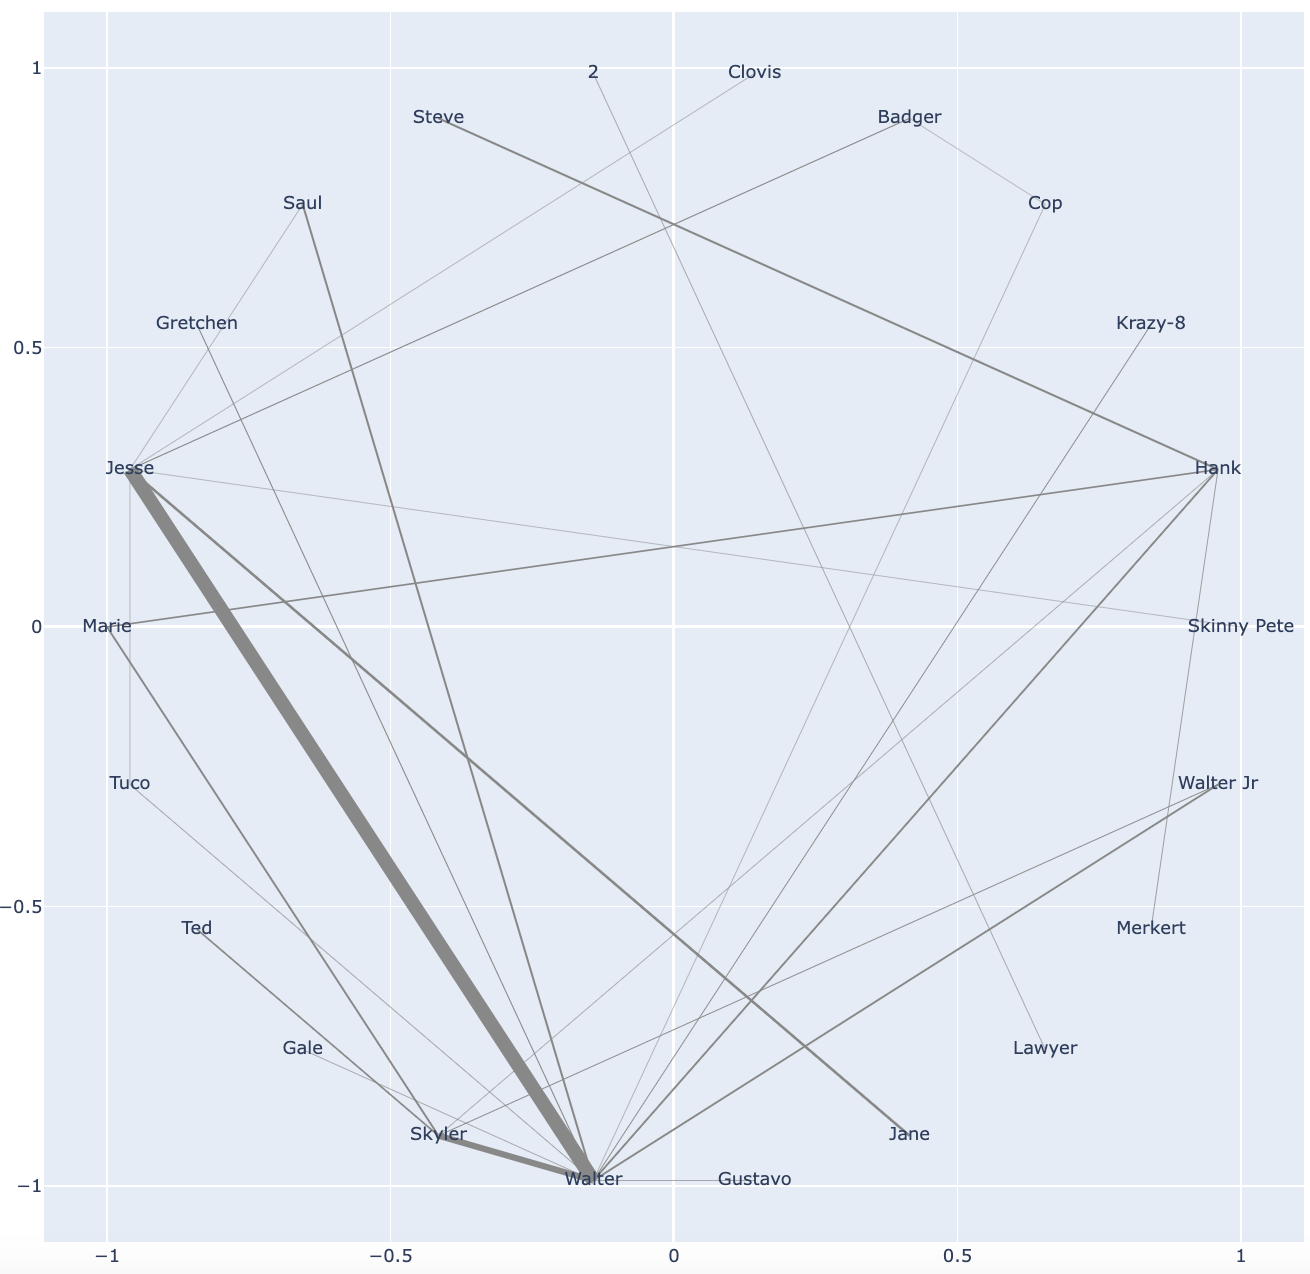 1
2
Clovis
Steve
Badger
Saul
Cop
Gretchen
Krazy-8
0.5
Jesse
Hank
0
Marie
Skinny Pete
Tuco
Walter Jr
−0.5
Ted
Merkert
Gale
Lawyer
Skyler
Jane
−1
Walter
Gustavo
−1
−0.5
0
0.5
1